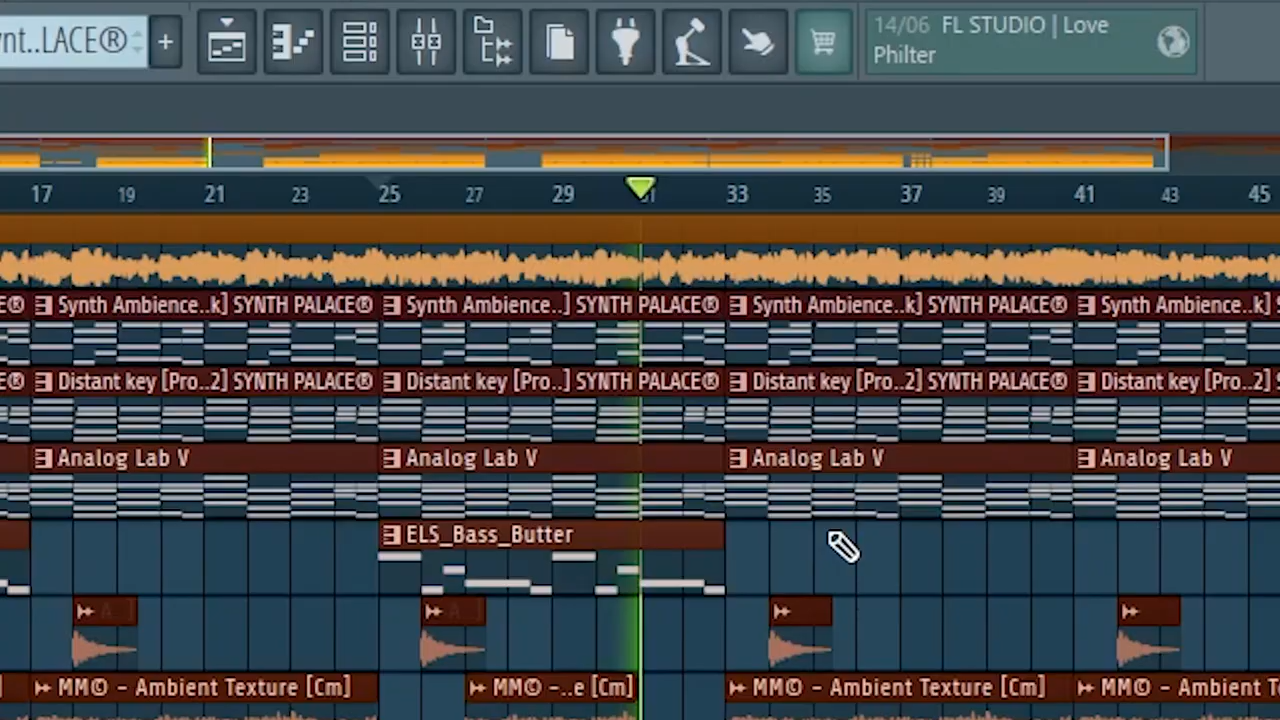 ynt..LACE® +
14/06 FL STUDIO | Love
Philter
17 19 21 23 25 27 29 31 33 35 37 39 41 43 45
E® Synth Ambience..k] SYNTH PALACE® Synth Ambience..] SYNTH PALACE® Synth Ambience..k] SYNTH PALACE® Synth Ambience..k]
E® Distant key [Pro..2] SYNTH PALACE® Distant key [Pro..] SYNTH PALACE® Distant key [Pro..2] SYNTH PALACE® Distant key [Pro..2] S
Analog Lab V Analog Lab V Analog Lab V Analog Lab V
ELS_Bass_Butter
] MM© - Ambient Texture [Cm] MM© -..e [Cm] MM© - Ambient Texture [Cm] MM© - Ambient T